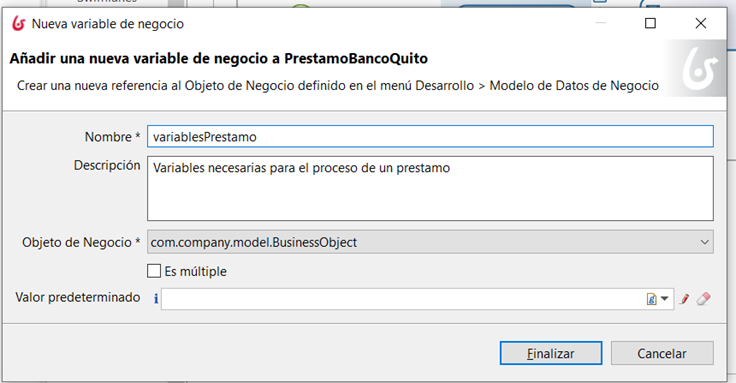 Nueva variable de negocio
Añadir una nueva variable de negocio a PrestamoBancoQuito
Crear una nueva referencia al Objeto de Negocio definido en el menú Desarrollo > Modelo de Datos de Negocio
Nombre * variablesPrestamo
Descripción Variables necesarias para el proceso de un prestamo
Objeto de Negocio * com.company.model.BusinessObject
Es múltiple
Valor predeterminado
Finalizar Cancelar